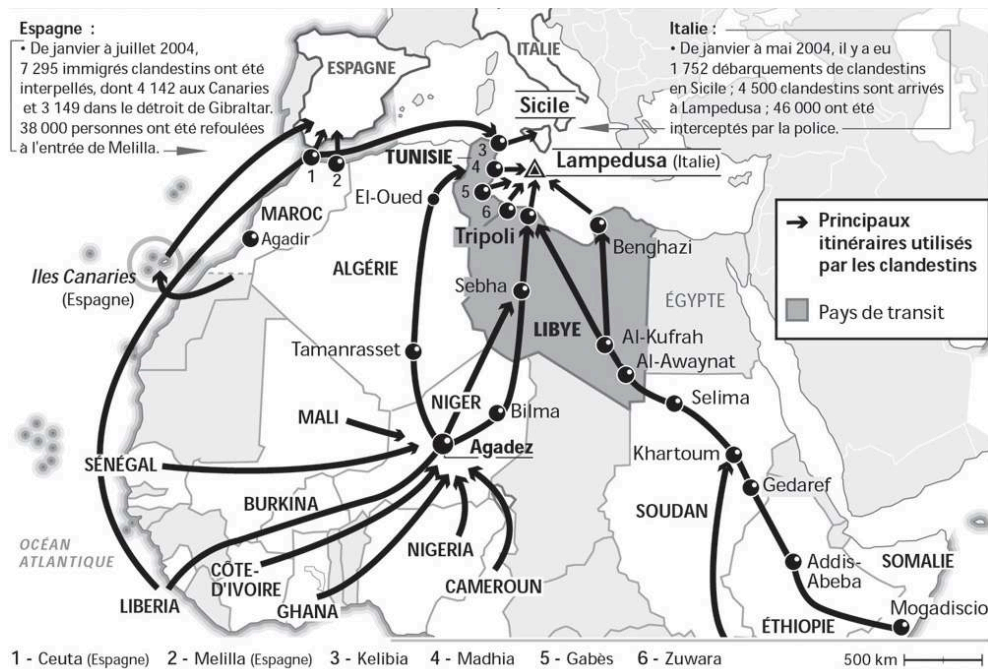 Espagne :
• De janvier à juillet 2004,
7 295 immigrés clandestins ont été
interpellés, dont 4 142 aux Canaries
et 3 149 dans le détroit de Gibraltar.
38 000 personnes ont été refoulées
à l'entrée de Melilla.
Italie :
• De janvier à mai 2004, il y a eu
1 752 débarquements de clandestins
en Sicile ; 4 500 clandestins sont arrivés
à Lampedusa ; 46 000 ont été
interceptés par la police.
ESPAGNE
ITALIE
Sicile
3
TUNISIE
4
Lampedusa (Italie)
1
2
5
El-Oued
6
MAROC
Agadir
Tripoli
Benghazi
Principaux
itinéraires utilisés
par les clandestins
Pays de transit
Iles Canaries
(Espagne)
ALGÉRIE
Sebha
ÉGYPTE
LIBYE
Al-Kufrah
Al-Awaynat
Tamanrasset
Selima
NIGER
Bilma
MALI
Agadez
Khartoum
SÉNÉGAL
Gedaref
BURKINA
SOUDAN
OCÉAN
ATLANTIQUE
NIGERIA
CÔTE-
D'IVOIRE
CAMEROUN
Addis-
Abeba
SOMALIE
LIBERIA
GHANA
Mogadiscio
ÉTHIOPIE
1 - Ceuta (Espagne) 2 - Melilla (Espagne) 3 - Kelibia 4 - Madhia 5 - Gabès 6 - Zuwara
500 km